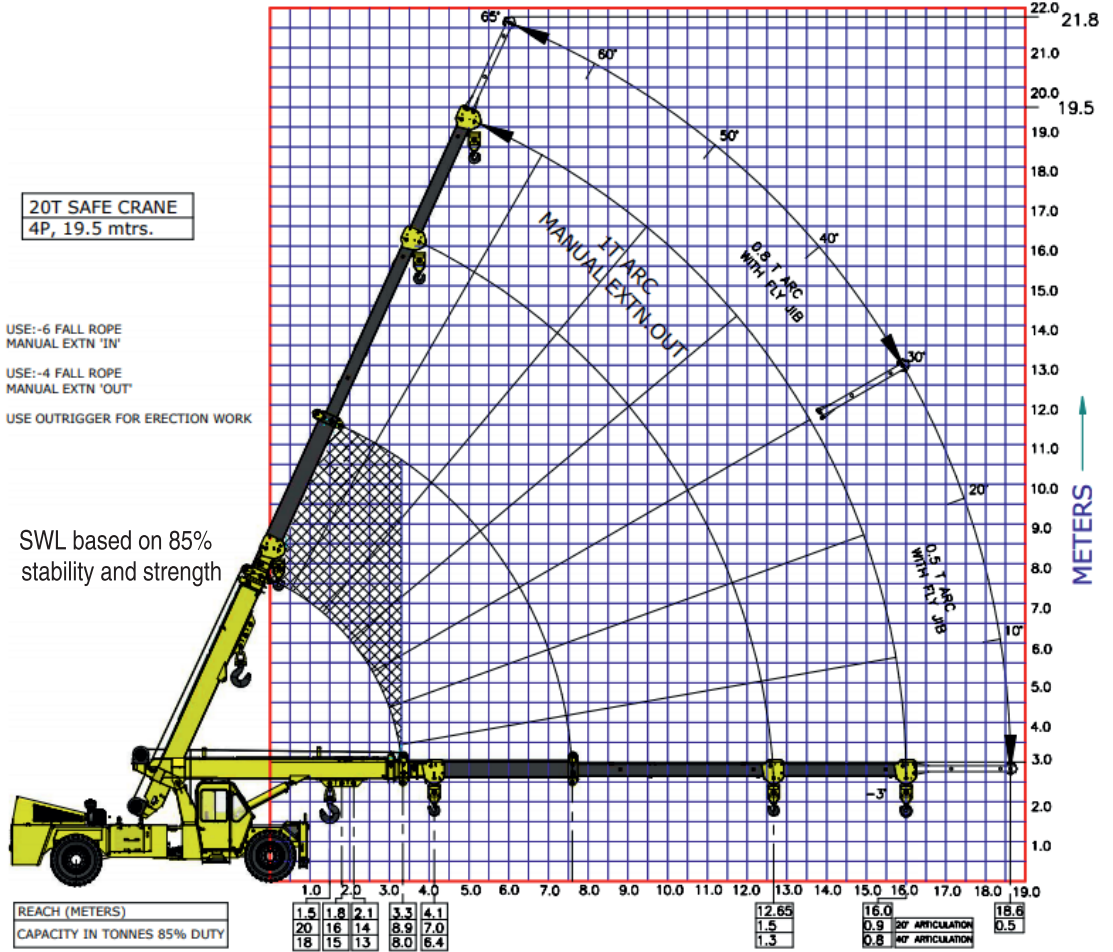 22.0
21.8
65°
21.0
60°
20.0
19.5
19.0
50°
18.0
20T SAFE CRANE
4P, 19.5 mtrs.
17.0
1T ARC
MANUAL EXTN.OUT
40°
0.8 T ARC
WITH FLY JIB
16.0
15.0
USE:-6 FALL ROPE
MANUAL EXTN 'IN'
14.0
USE:-4 FALL ROPE
MANUAL EXTN 'OUT'
30°
13.0
USE OUTRIGGER FOR ERECTION WORK
12.0
11.0
METERS
20°
10.0
9.0
SWL based on 85%
stability and strength
0.5 T ARC
WITH FLY JIB
8.0
7.0
10°
6.0
5.0
4.0
3.0
-3°
2.0
1.0
1.0 2.0 3.0 4.0 5.0 6.0 7.0 8.0 9.0 10.0 11.0 12.0 13.0 14.0 15.0 16.0 17.0 18.0 19.0
REACH (METERS) 1.5 1.8 2.1 3.3 4.1 12.65 16.0 18.6
CAPACITY IN TONNES 85% DUTY 20 16 14 8.9 7.0 1.5 0.9 20° ARTICULATION 0.5
18 15 13 8.0 6.4 1.3 0.8 40° ARTICULATION